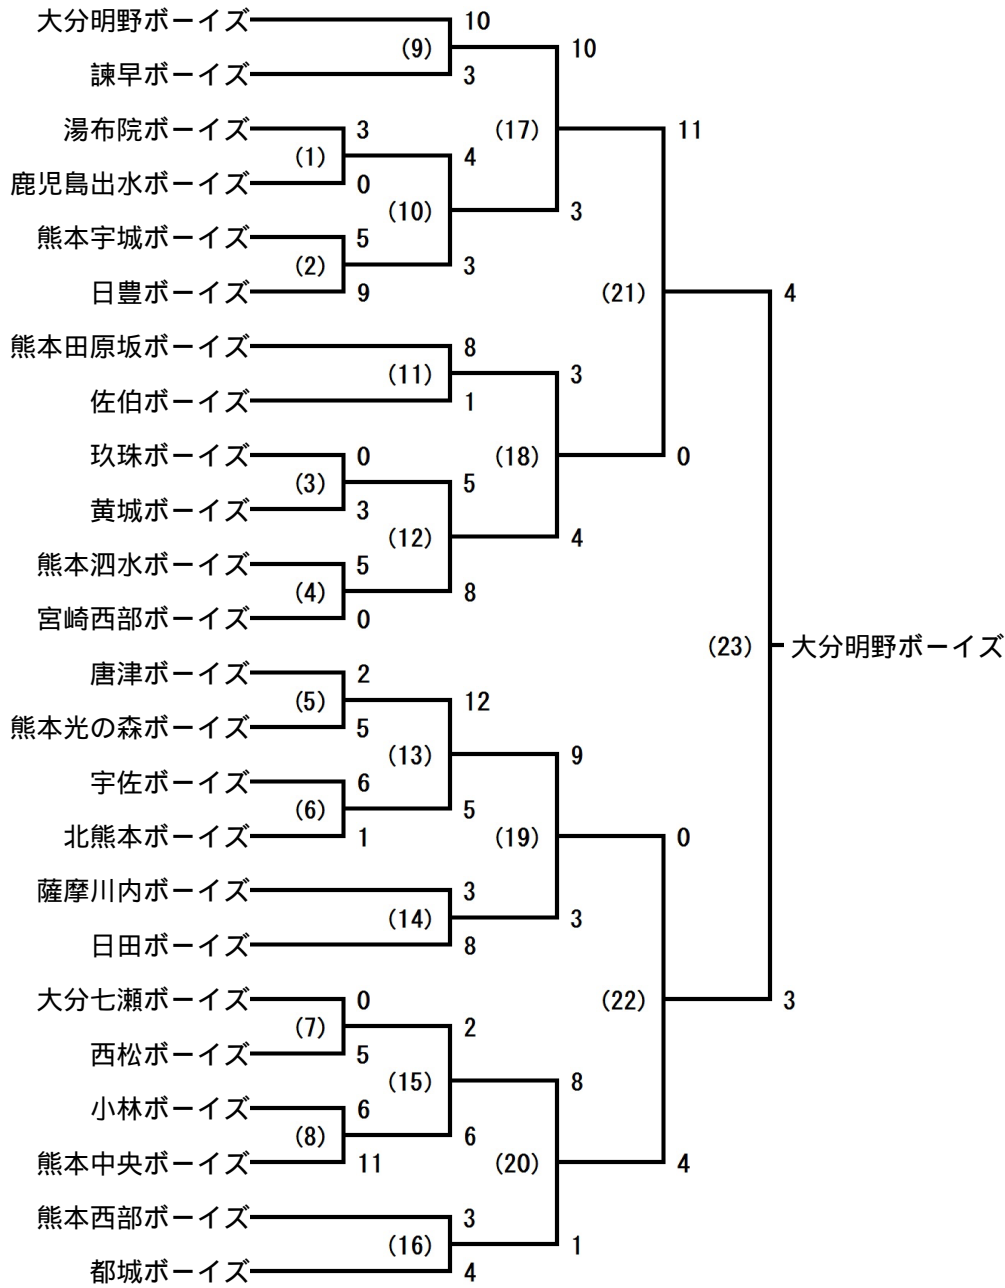 大分明野ボーイズ 10
(9) 10
諫早ボーイズ 3
湯布院ボーイズ 3 (17) 11
(1) 4
鹿児島出水ボーイズ 0
(10) 3
熊本宇城ボーイズ 5
(2) 3
日豊ボーイズ 9 (21) 4
熊本田原坂ボーイズ 8
(11) 3
佐伯ボーイズ 1
玖珠ボーイズ 0 (18) 0
(3) 5
黄城ボーイズ 3
(12) 4
熊本泗水ボーイズ 5
(4) 8
宮崎西部ボーイズ 0
(23) 大分明野ボーイズ
唐津ボーイズ 2
(5) 12
熊本光の森ボーイズ 5
(13) 9
宇佐ボーイズ 6
(6) 5
北熊本ボーイズ 1 (19) 0
薩摩川内ボーイズ 3
(14) 3
日田ボーイズ 8
大分七瀬ボーイズ 0 (22) 3
(7) 2
西松ボーイズ 5
(15) 8
小林ボーイズ 6
(8) 6
熊本中央ボーイズ 11 (20) 4
熊本西部ボーイズ 3
(16) 1
都城ボーイズ 4